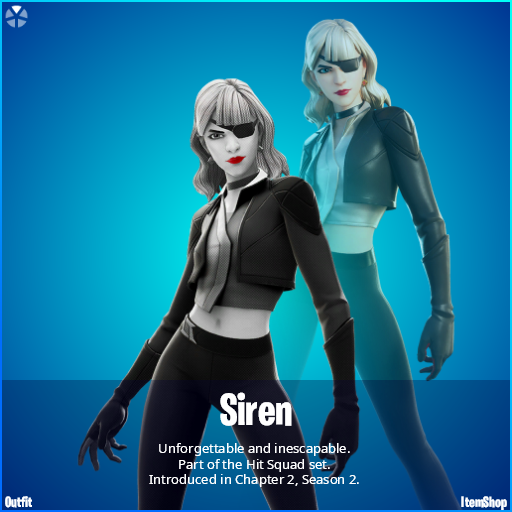 Siren
Unforgettable and inescapable.
Part of the Hit Squad set.
Introduced in Chapter 2, Season 2.
Outfit
ItemShop